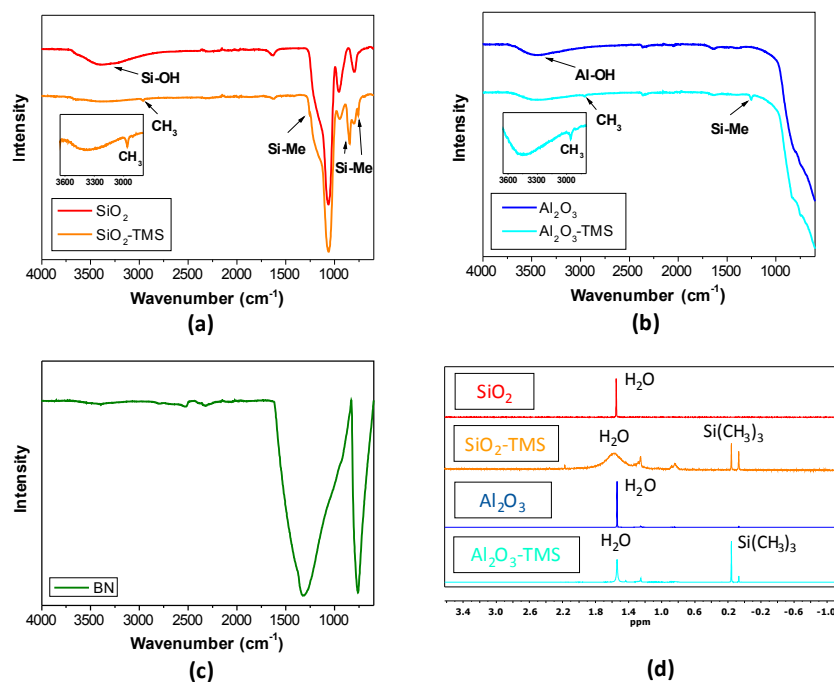 (a)
Intensity
Si-OH
CH₃
Si-Me
Si-Me
CH₃
3600 3300 3000
SiO₂
SiO₂-TMS
4000 3500 3000 2500 2000 1500 1000
Wavenumber (cm⁻¹)
(a)
(b)
Intensity
Al-OH
CH₃
Si-Me
CH₃
3600 3300 3000
Al₂O₃
Al₂O₃-TMS
4000 3500 3000 2500 2000 1500 1000
Wavenumber (cm⁻¹)
(b)
Intensity
BN
4000 3500 3000 2500 2000 1500 1000
Wavenumber (cm⁻¹)
(c)
SiO₂
H₂O
SiO₂-TMS
H₂O
Si(CH₃)₃
Al₂O₃
H₂O
Al₂O₃-TMS
H₂O
Si(CH₃)₃
3.4 3.0 2.6 2.2 1.8 1.4 1.0 0.6 0.2 -0.2 -0.6 -1.0
ppm
(d)